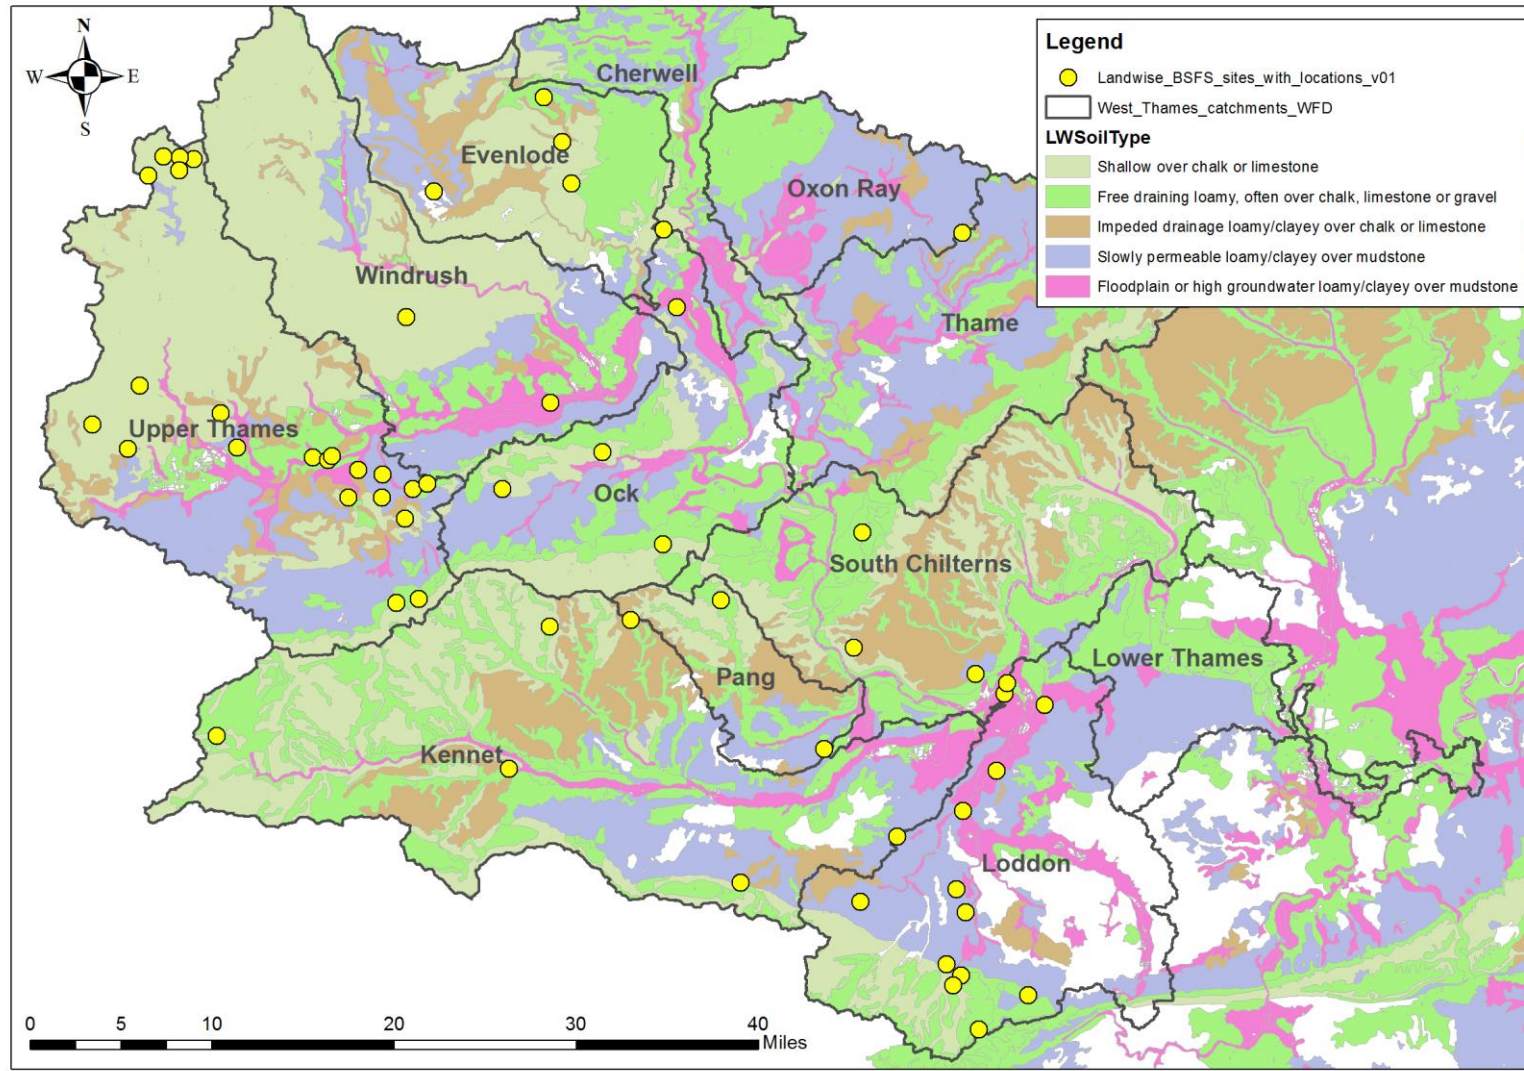 N
W E
S
Legend
Landwise_BSFS_sites_with_locations_v01
West_Thames_catchments_WFD
LWSoilType
Shallow over chalk or limestone
Free draining loamy, often over chalk, limestone or gravel
Impeded drainage loamy/clayey over chalk or limestone
Slowly permeable loamy/clayey over mudstone
Floodplain or high groundwater loamy/clayey over mudstone
Cherwell
Evenlode
Oxon Ray
Windrush
Thame
Upper Thames
Ock
South Chilterns
Lower Thames
Pang
Kennet
Loddon
0 5 10 20 30 40
Miles